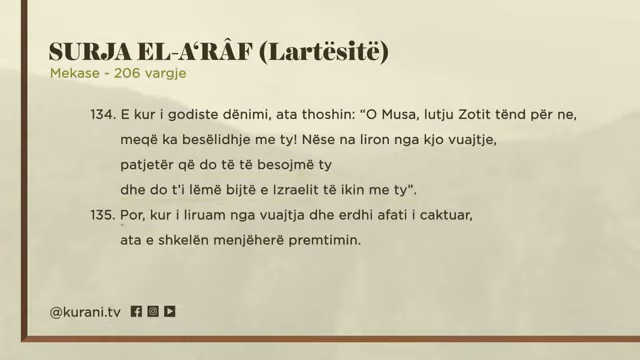 SURJA EL-A‘RÂF (Lartësitë)
Mekase - 206 vargje
134. E kur i godiste dënimi, ata thoshin: “O Musa, lutju Zotit tënd për ne,
meqë ka besëlidhje me ty! Nëse na liron nga kjo vuajtje,
patjetër që do të të besojmë ty
dhe do t’i lëmë bijtë e Izraelit të ikin me ty”.
135. Por, kur i liruam nga vuajtja dhe erdhi afati i caktuar,
ata e shkelën menjëherë premtimin.
@kurani.tv